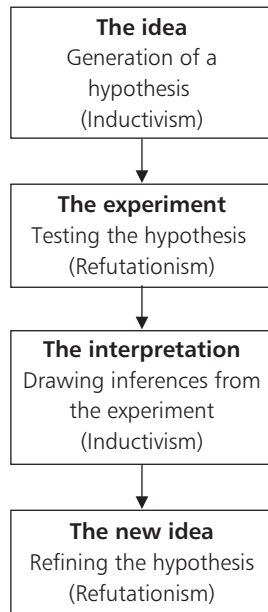 The idea
Generation of a
hypothesis
(Inductivism)
The experiment
Testing the hypothesis
(Refutationism)
The interpretation
Drawing inferences from
the experiment
(Inductivism)
The new idea
Refining the hypothesis
(Refutationism)